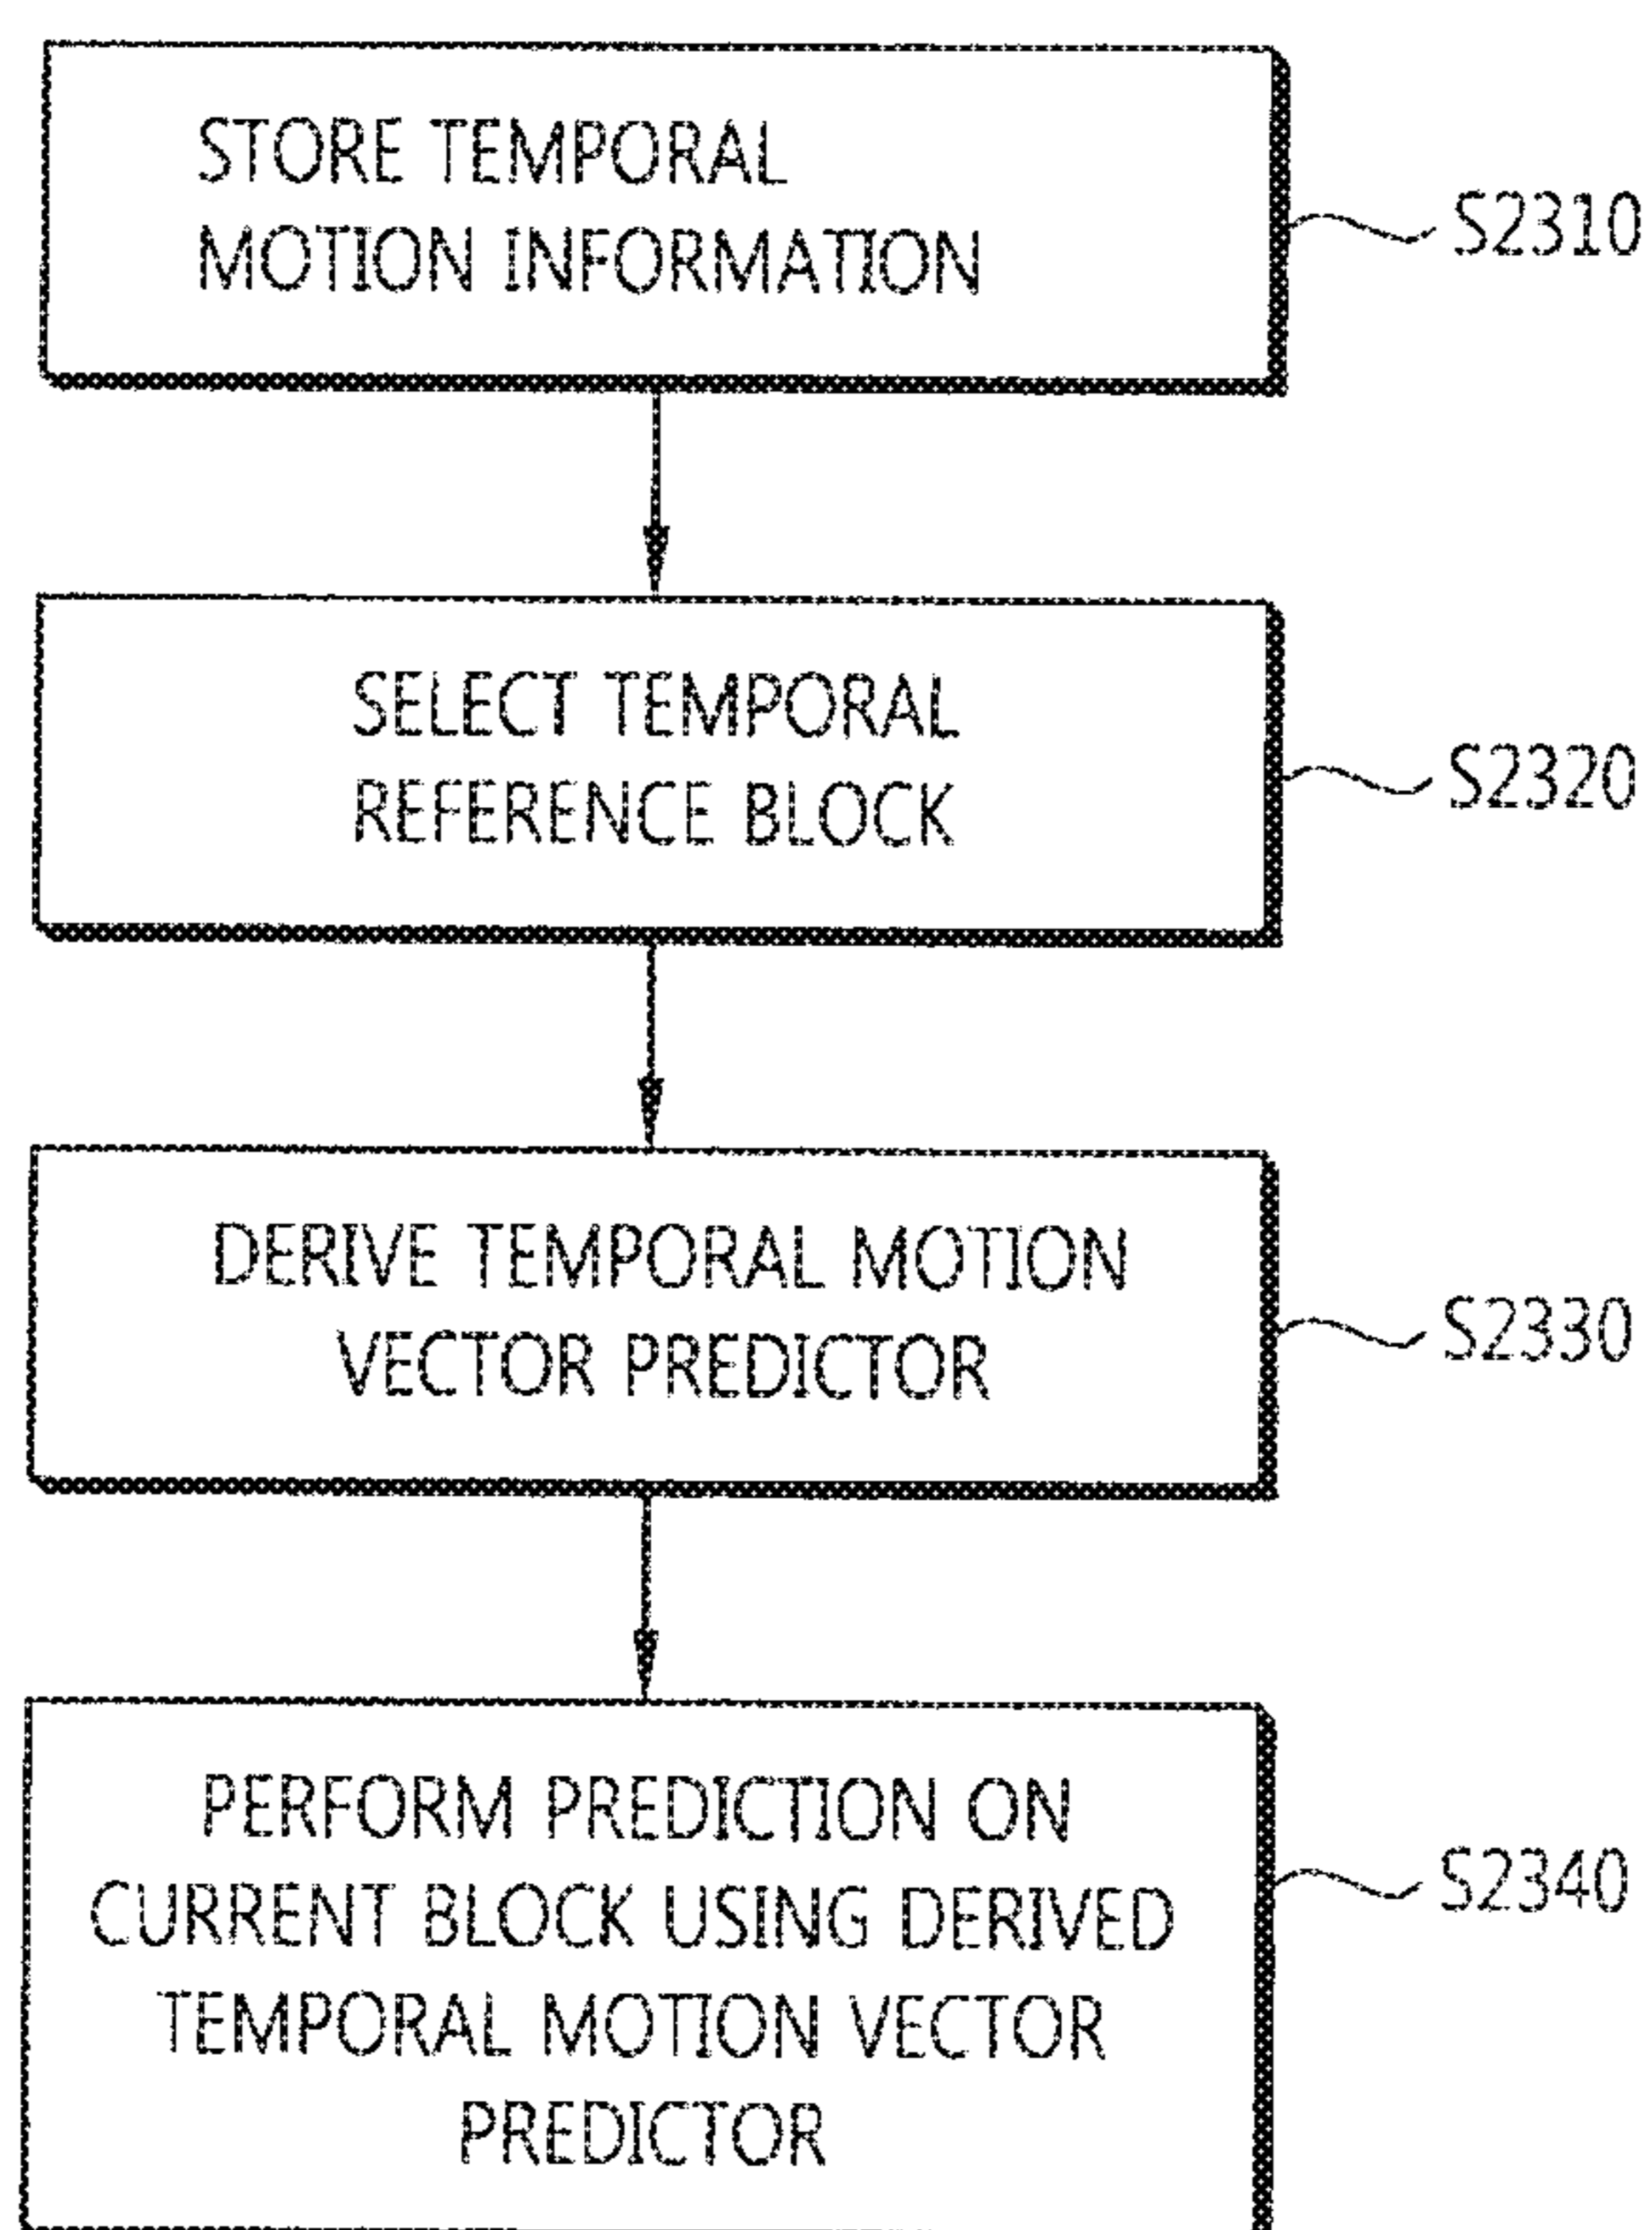 STORE TEMPORAL
MOTION INFORMATION
S2310
SELECT TEMPORAL
REFERENCE BLOCK
S2320
DERIVE TEMPORAL MOTION
VECTOR PREDICTOR
S2330
PERFORM PREDICTION ON
CURRENT BLOCK USING DERIVED
TEMPORAL MOTION VECTOR
PREDICTOR
S2340